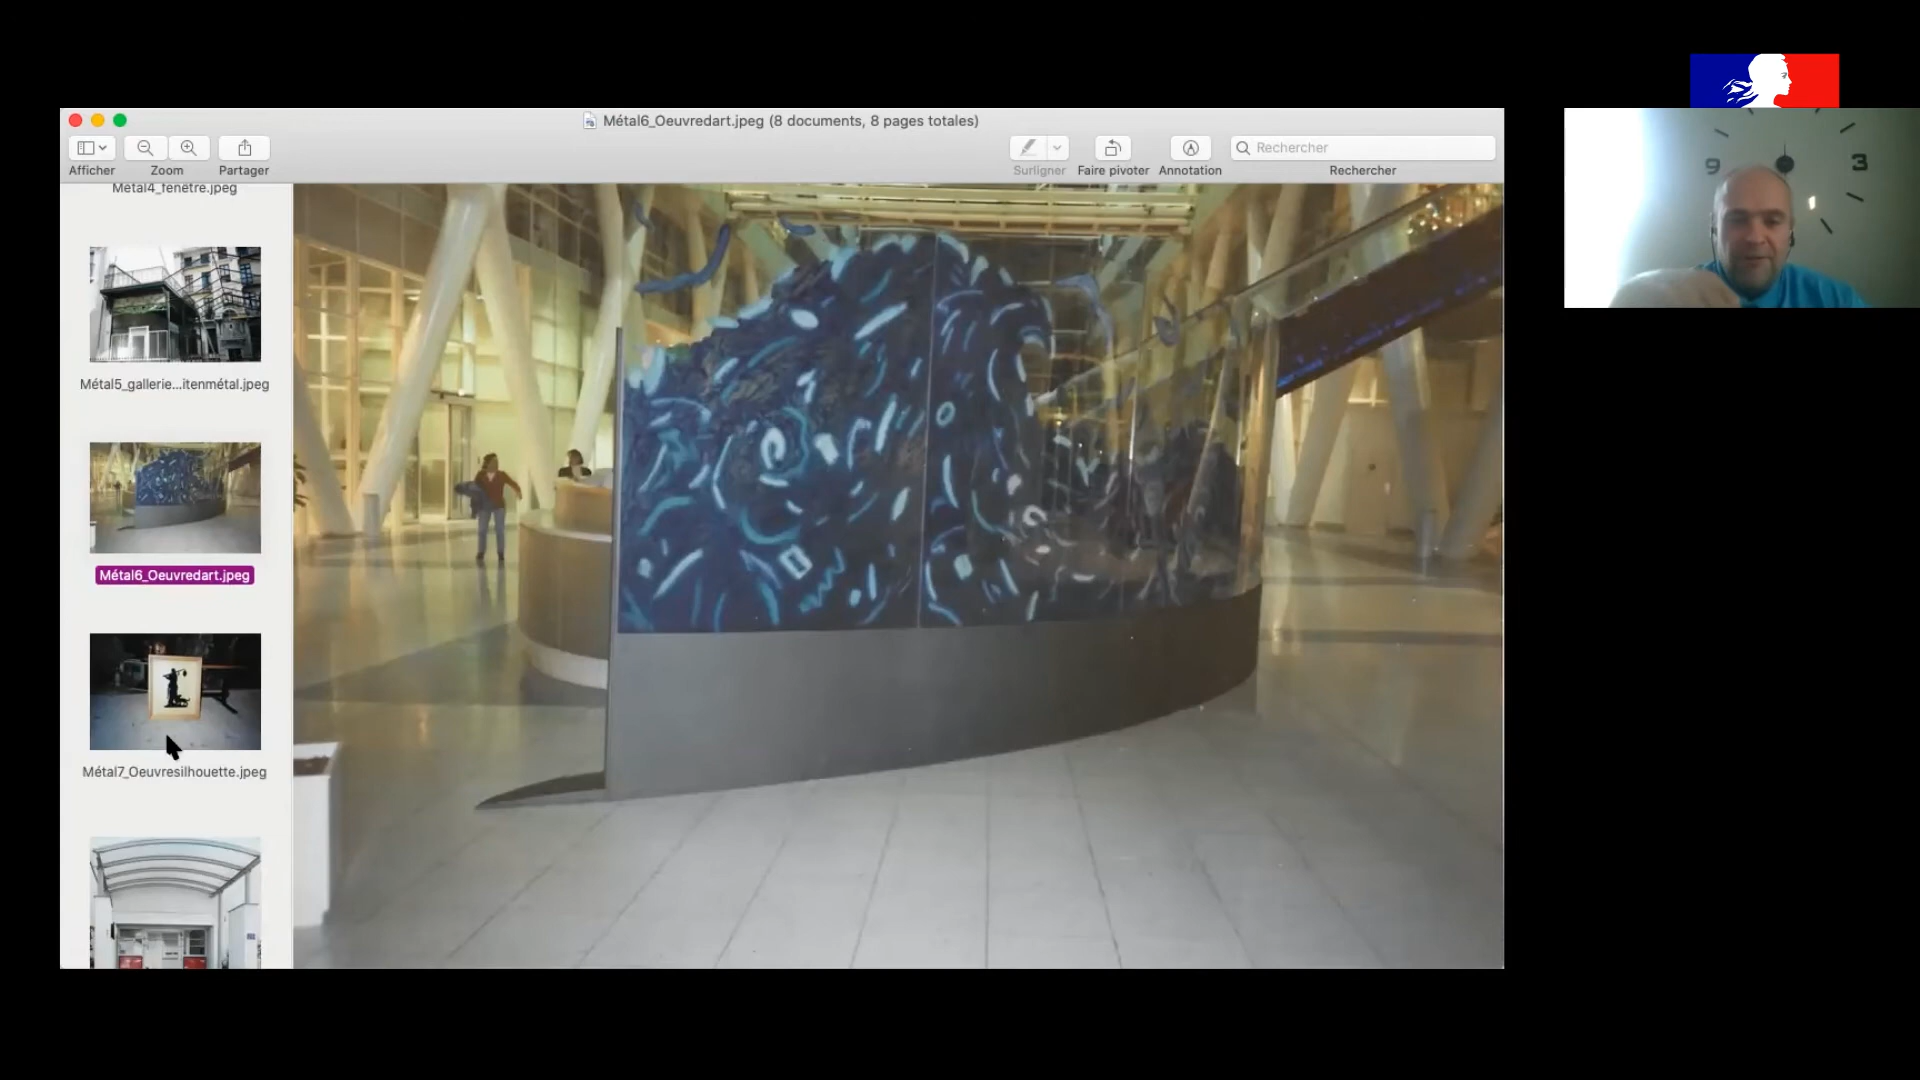 Métal6_Oeuvredart.jpeg (8 documents, 8 pages totales)
Rechercher
Afficher
Zoom
Partager
Surligner
Faire pivoter
Annotation
Rechercher
Métal4_fenetre.jpeg
Métal5_gallerie...itenmétal.jpeg
Métal6_Oeuvredart.jpeg
Métal7_Oeuvresilhouette.jpeg
9
3